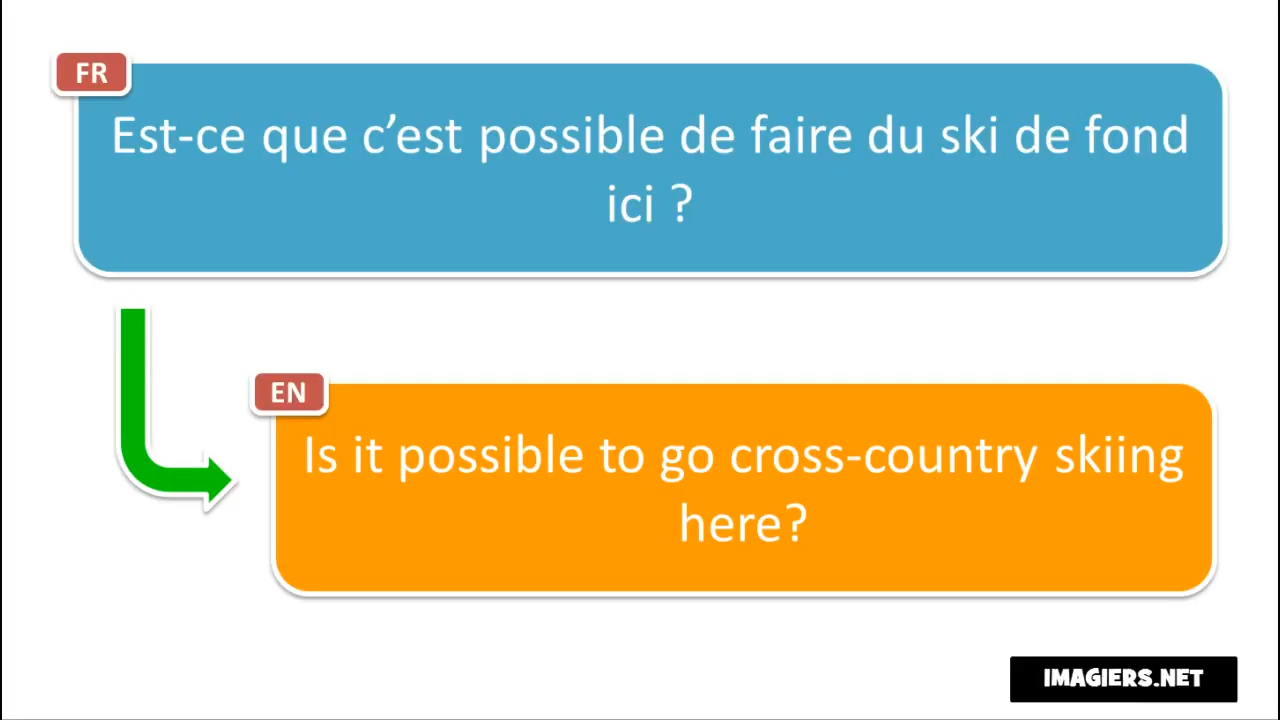 FR
Est-ce que c’est possible de faire du ski de fond
ici ?
EN
Is it possible to go cross-country skiing
here?
IMAGIERS.NET